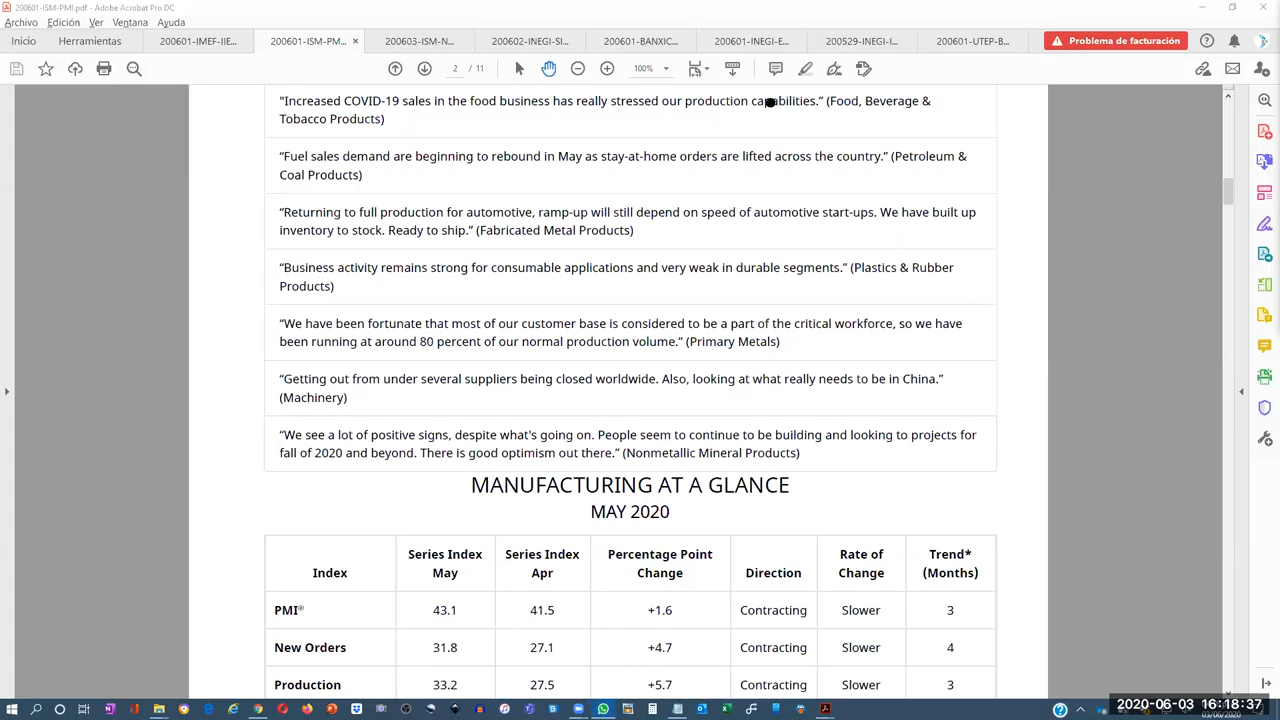 200601-ISM-PMI.pdf - Adobe Acrobat Pro DC
Archivo Edición Ver Ventana Ayuda
Inicio Herramientas 200601-IMEF-IIE... 200601-ISM-PM... × 200603-ISM-N... 200602-INEGI-SI... 200601-BANXIC... 200601-INEGI-E... 200529-INEGI-I... 200601-UTEP-B... Problema de facturación
2 / 11 100%
"Increased COVID-19 sales in the food business has really stressed our production capabilities.” (Food, Beverage &
Tobacco Products)
“Fuel sales demand are beginning to rebound in May as stay-at-home orders are lifted across the country.” (Petroleum &
Coal Products)
“Returning to full production for automotive, ramp-up will still depend on speed of automotive start-ups. We have built up
inventory to stock. Ready to ship.” (Fabricated Metal Products)
“Business activity remains strong for consumable applications and very weak in durable segments.” (Plastics & Rubber
Products)
“We have been fortunate that most of our customer base is considered to be a part of the critical workforce, so we have
been running at around 80 percent of our normal production volume.” (Primary Metals)
“Getting out from under several suppliers being closed worldwide. Also, looking at what really needs to be in China.”
(Machinery)
“We see a lot of positive signs, despite what's going on. People seem to continue to be building and looking to projects for
fall of 2020 and beyond. There is good optimism out there.” (Nonmetallic Mineral Products)
MANUFACTURING AT A GLANCE
MAY 2020
Index Series Index May Series Index Apr Percentage Point Change Direction Rate of Change Trend* (Months)
PMI® 43.1 41.5 +1.6 Contracting Slower 3
New Orders 31.8 27.1 +4.7 Contracting Slower 4
Production 33.2 27.5 +5.7 Contracting Slower 3
2020-06-03 16:18:37
03/06/2020